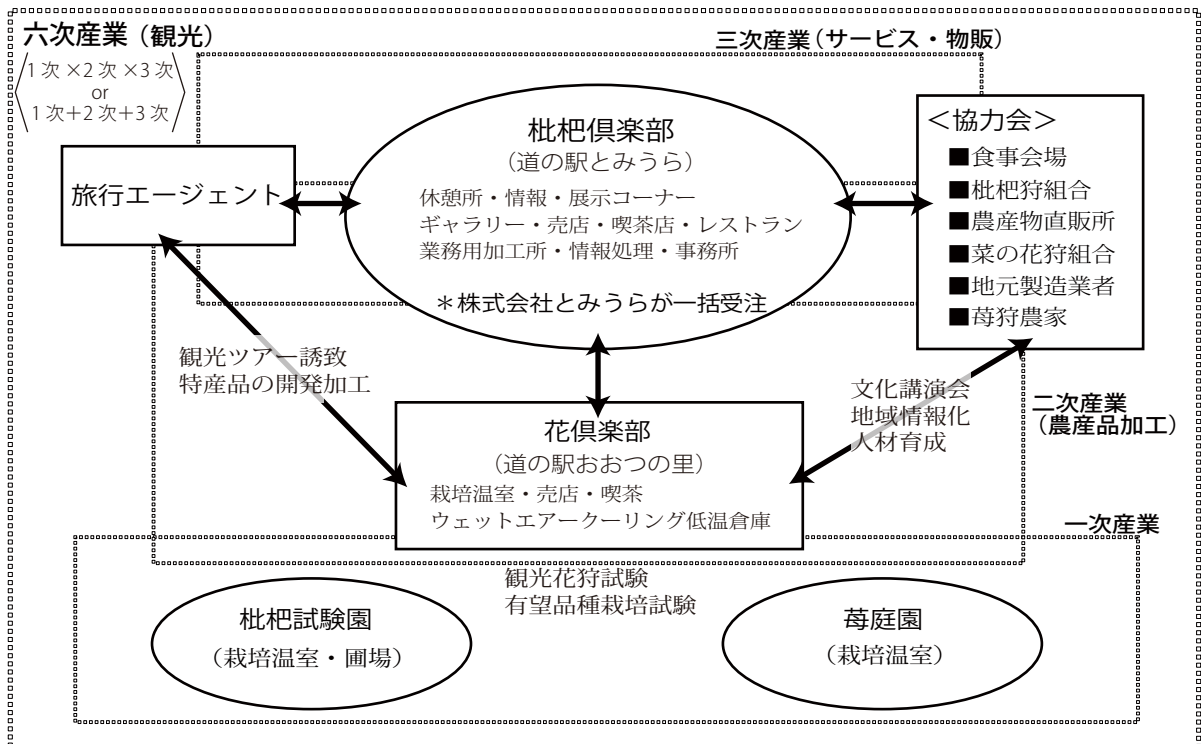 六次産業(観光)
1次×2次×3次
or
1次+2次+3次
三次産業(サービス・物販)
旅行エージェント
枇杷倶楽部
(道の駅とみうら)
休憩所・情報・展示コーナー
ギャラリー・売店・喫茶店・レストラン
業務用加工所・情報処理・事務所
*株式会社とみうらが一括受注
<協力会>
■食事会場
■枇杷狩組合
■農産物直販所
■菜の花狩組合
■地元製造業者
■苺狩農家
観光ツアー誘致
特産品の開発加工
文化講演会
地域情報化
人材育成
二次産業
(農産品加工)
花倶楽部
(道の駅おおつの里)
栽培温室・売店・喫茶
ウェットエアークーリング低温倉庫
一次産業
観光花狩試験
有望品種栽培試験
枇杷試験園
(栽培温室・圃場)
苺庭園
(栽培温室)